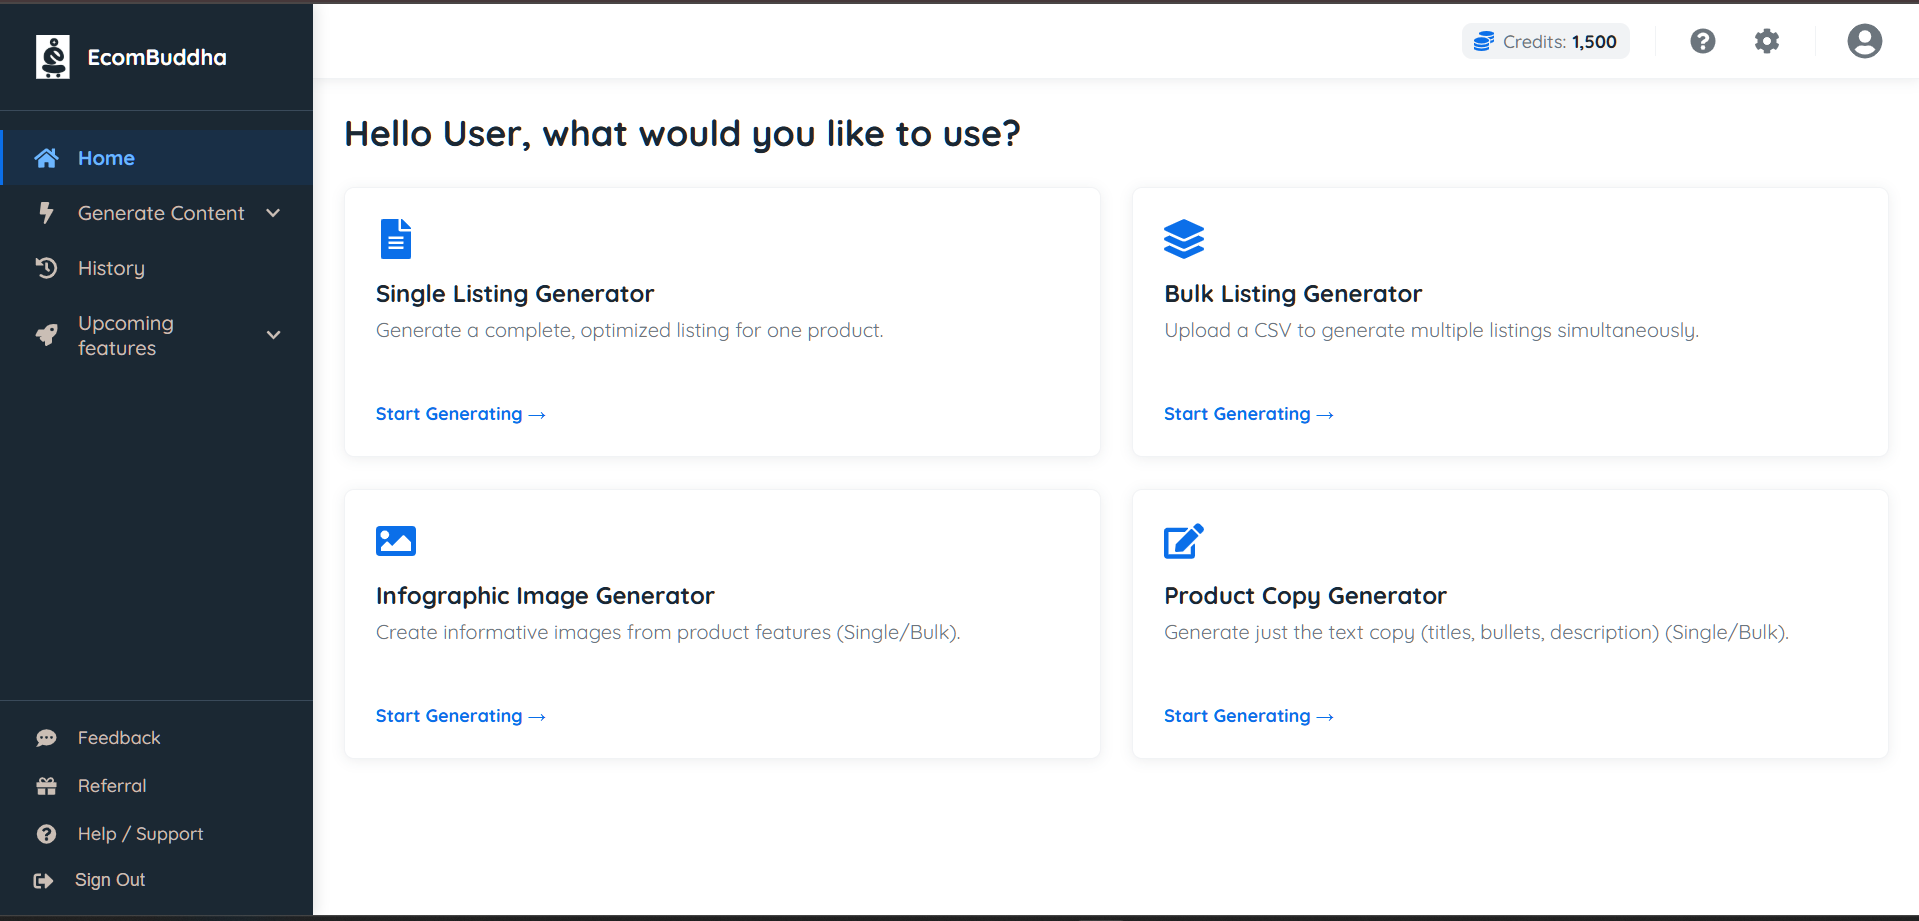 EcomBuddha
Credits: 1,500
Home
Generate Content
History
Upcoming
features
Feedback
Referral
Help / Support
Sign Out
Hello User, what would you like to use?
Single Listing Generator
Generate a complete, optimized listing for one product.
Start Generating →
Bulk Listing Generator
Upload a CSV to generate multiple listings simultaneously.
Start Generating →
Infographic Image Generator
Create informative images from product features (Single/Bulk).
Start Generating →
Product Copy Generator
Generate just the text copy (titles, bullets, description) (Single/Bulk).
Start Generating →